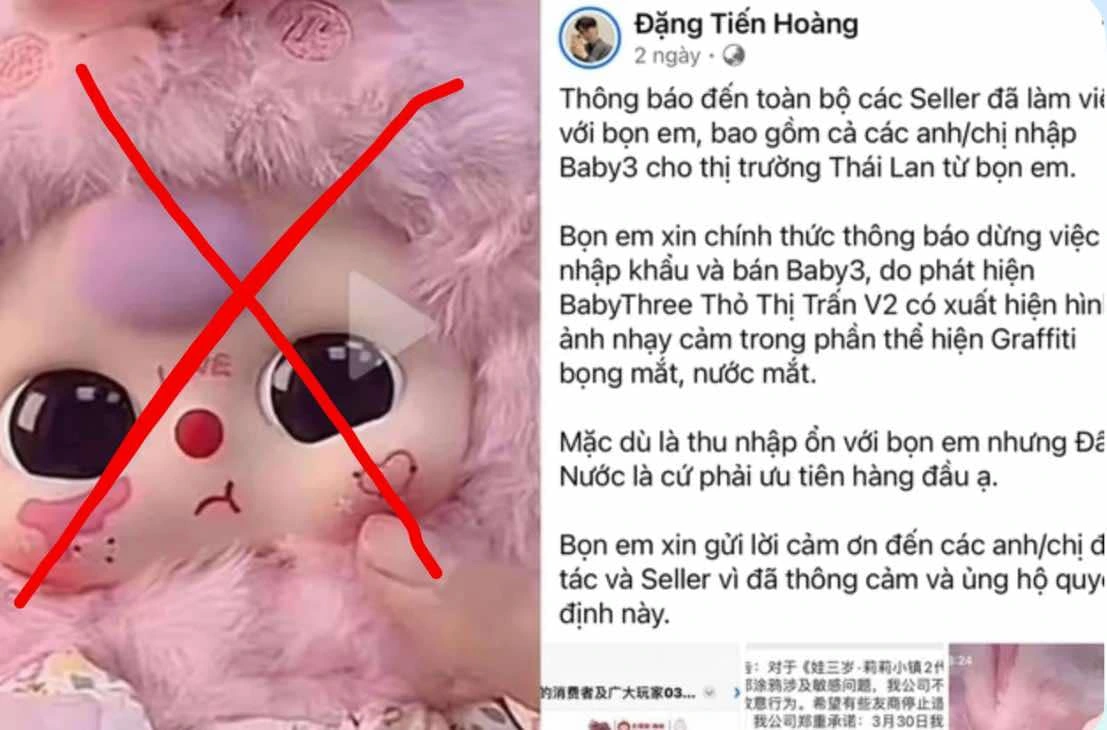 Đặng Tiến Hoàng
2 ngày
Thông báo đến toàn bộ các Seller đã làm
với bọn em, bao gồm cả các anh/chị nhập
Baby3 cho thị trường Thái Lan từ bọn em.
Bọn em xin chính thức thông báo dừng việc
nhập khẩu và bán Baby3, do phát hiện
BabyThree Thỏ Thị Trấn V2 có xuất hiện
ảnh nhạy cảm trong phần thể hiện Graffiti
bọng mắt, nước mắt.
Mặc dù là thu nhập ổn với bọn em nhưng
Nước là cứ phải ưu tiên hàng đầu ạ.
Bọn em xin gửi lời cảm ơn đến các anh/chị
tác và Seller vì đã thông cảm và ủng hộ
định này.
的消费者及广大玩家03...
：对于《娃三岁·莉莉小镇2
涂鸦涉及敏感问题，我公司不
意行为。希望有些友商停止
我公司郑重承诺：3月30日我
:24